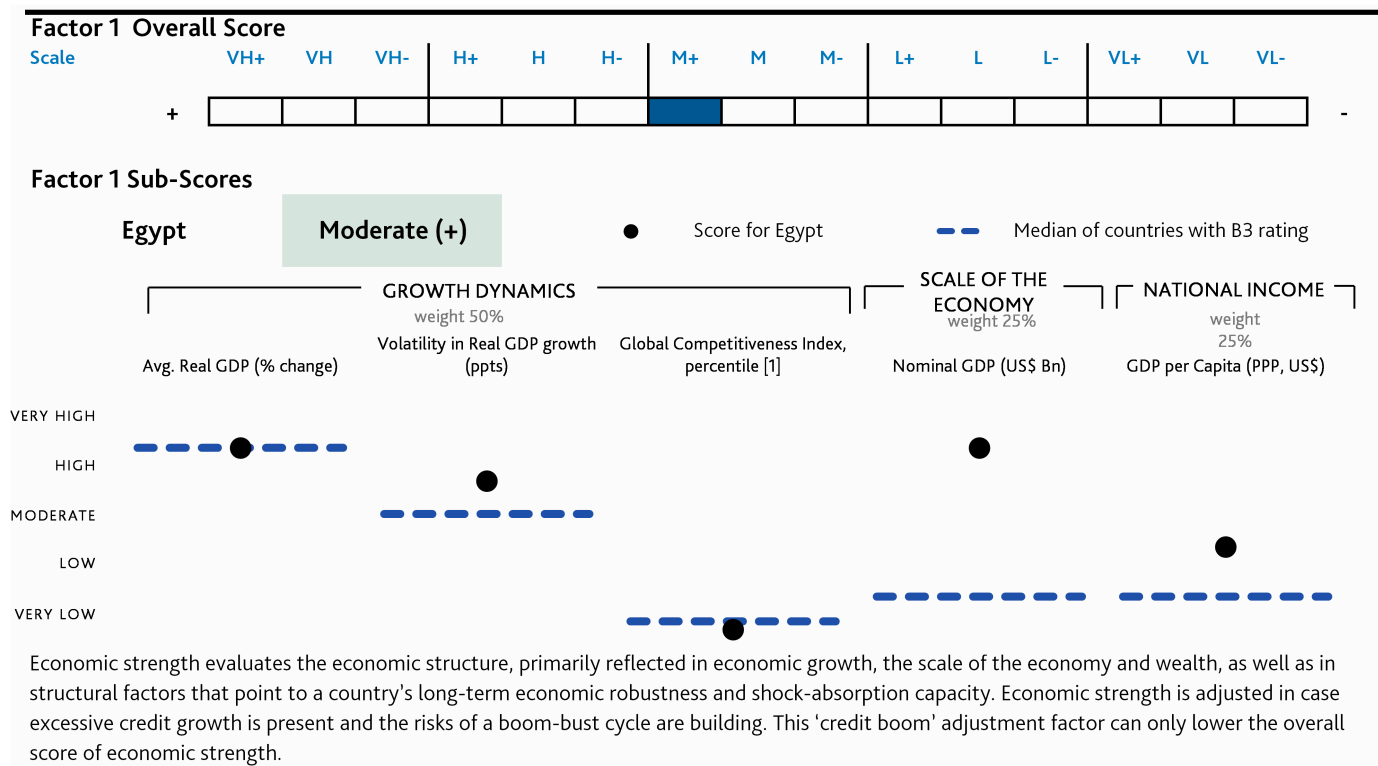 Factor 1 Overall Score
Scale VH+ VH VH- H+ H H- M+ M M- L+ L L- VL+ VL VL-
+ -
Factor 1 Sub-Scores
Egypt Moderate (+) Score for Egypt Median of countries with B3 rating
GROWTH DYNAMICS
weight 50%
SCALE OF THE
ECONOMY
weight 25%
NATIONAL INCOME
weight
25%
Avg. Real GDP (% change)
Volatility in Real GDP growth
(ppts)
Global Competitiveness Index,
percentile [1]
Nominal GDP (US$ Bn)
GDP per Capita (PPP, US$)
VERY HIGH
HIGH
MODERATE
LOW
VERY LOW
Economic strength evaluates the economic structure, primarily reflected in economic growth, the scale of the economy and wealth, as well as in
structural factors that point to a country’s long-term economic robustness and shock-absorption capacity. Economic strength is adjusted in case
excessive credit growth is present and the risks of a boom-bust cycle are building. This ‘credit boom’ adjustment factor can only lower the overall
score of economic strength.